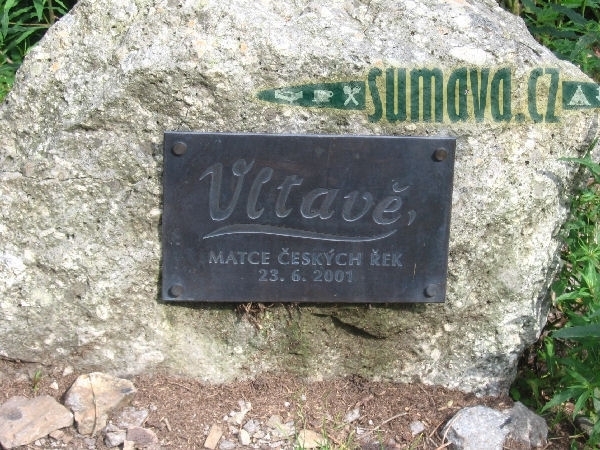 sumava.cz
Vltavě,
MATCE ČESKÝCH ŘEK
23. 6. 2001